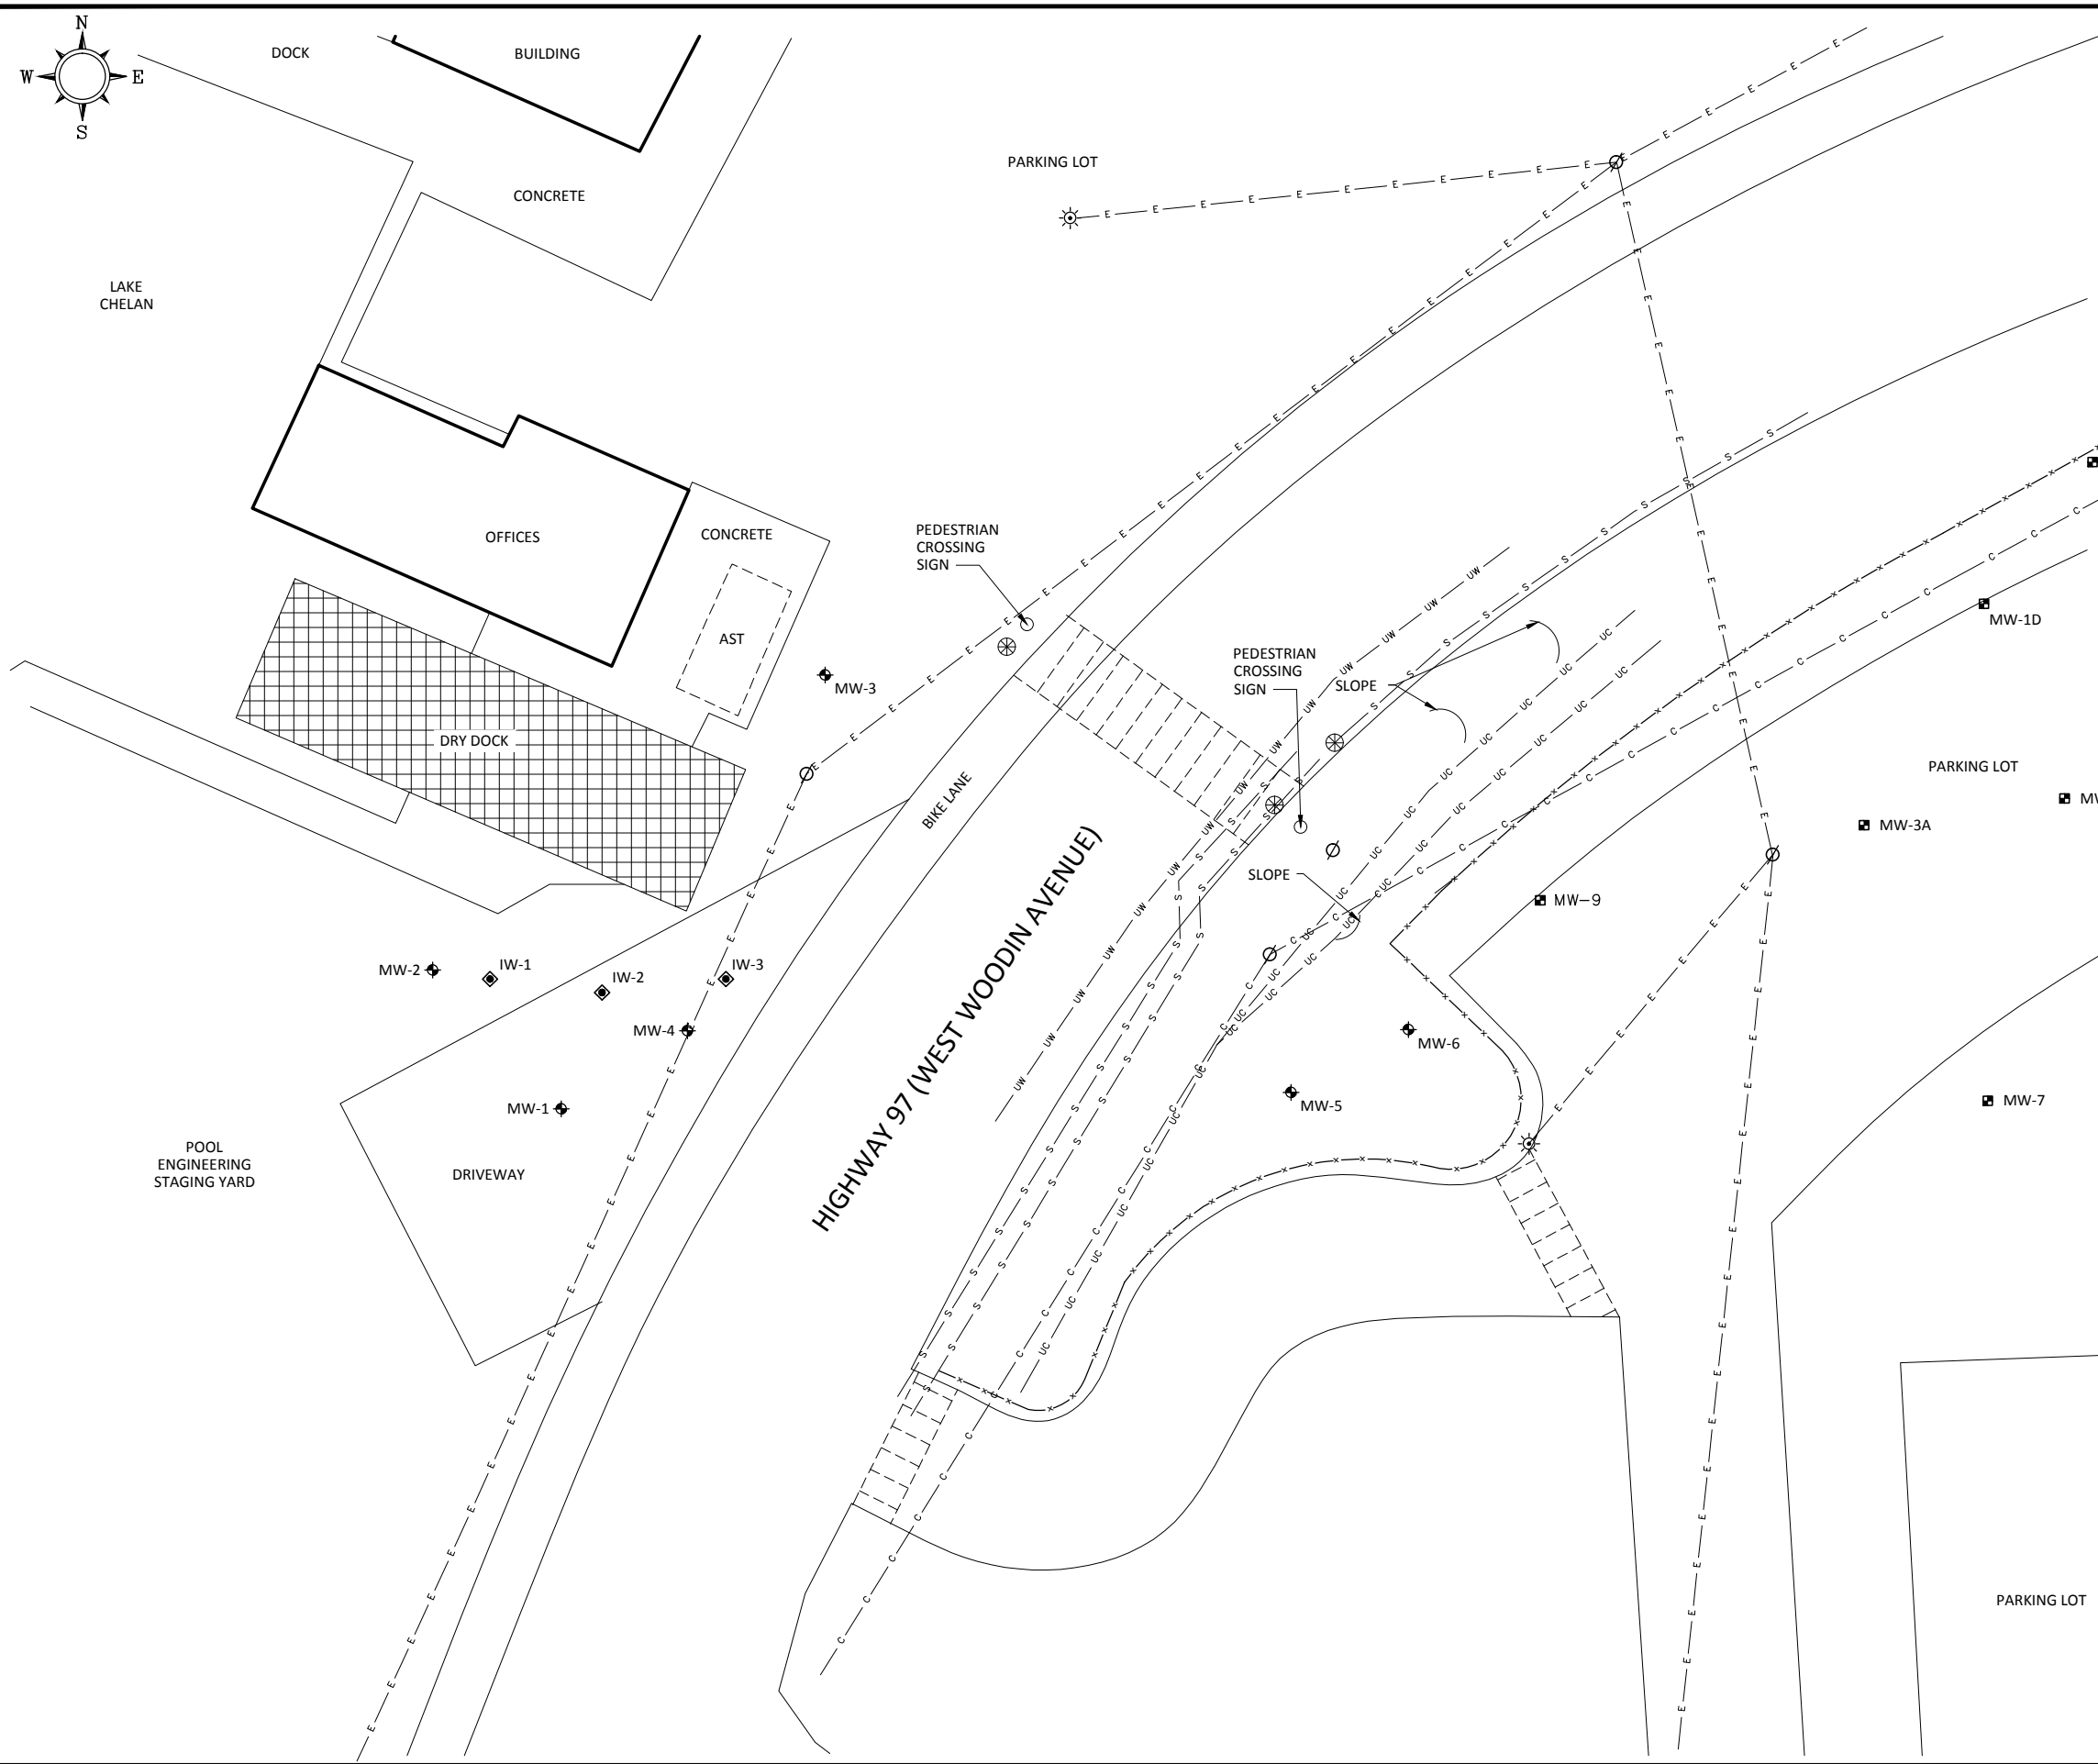 N
W
E
S
DOCK
BUILDING
PARKING LOT
CONCRETE
LAKE
CHELAN
OFFICES
CONCRETE
PEDESTRIAN
CROSSING
SIGN
AST
MW-3
PEDESTRIAN
CROSSING
SIGN
SLOPE
MW-1D
DRY DOCK
BIKE LANE
PARKING LOT
MW-3A
SLOPE
MW-9
HIGHWAY 97 (WEST WOODIN AVENUE)
MW-2
IW-1
IW-2
IW-3
MW-4
MW-6
MW-5
MW-1
MW-7
POOL
ENGINEERING
STAGING YARD
DRIVEWAY
PARKING LOT